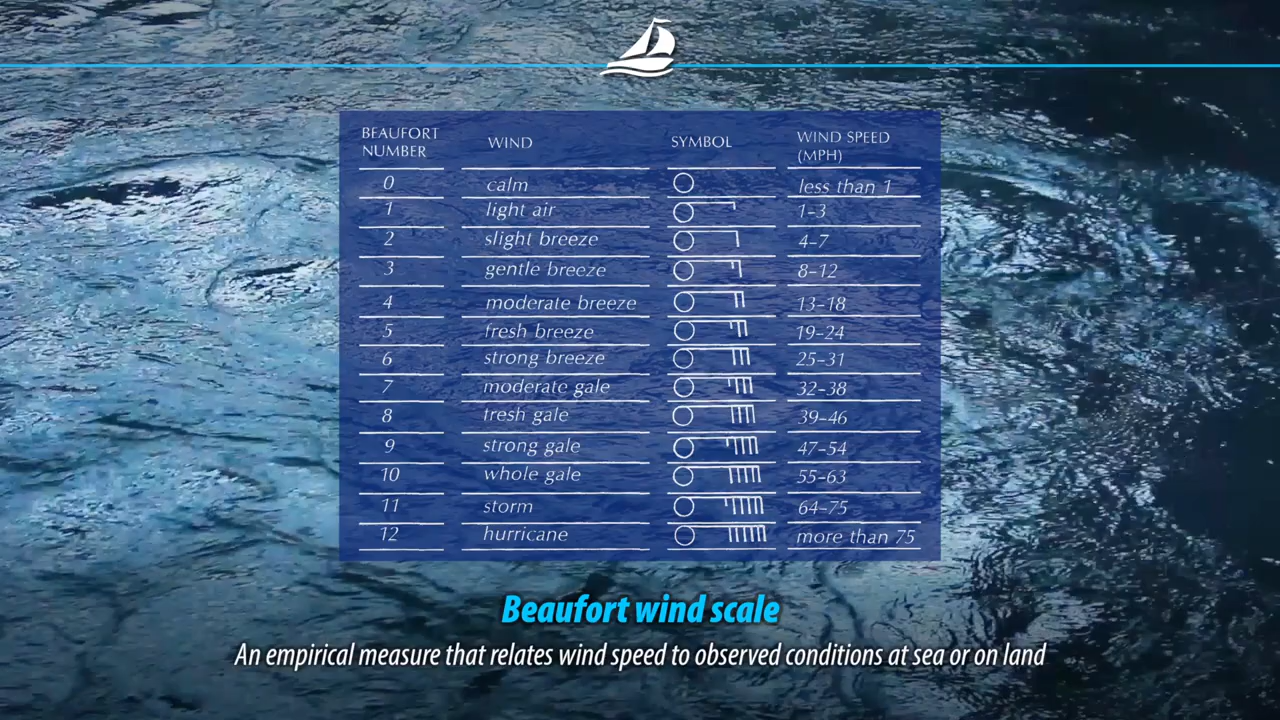 BEAUFORT NUMBER WIND SYMBOL WIND SPEED (MPH)
0 calm less than 1
1 light air 1–3
2 slight breeze 4–7
3 gentle breeze 8–12
4 moderate breeze 13–18
5 fresh breeze 19–24
6 strong breeze 25–31
7 moderate gale 32–38
8 fresh gale 39–46
9 strong gale 47–54
10 whole gale 55–63
11 storm 64–75
12 hurricane more than 75
Beaufort wind scale
An empirical measure that relates wind speed to observed conditions at sea or on land